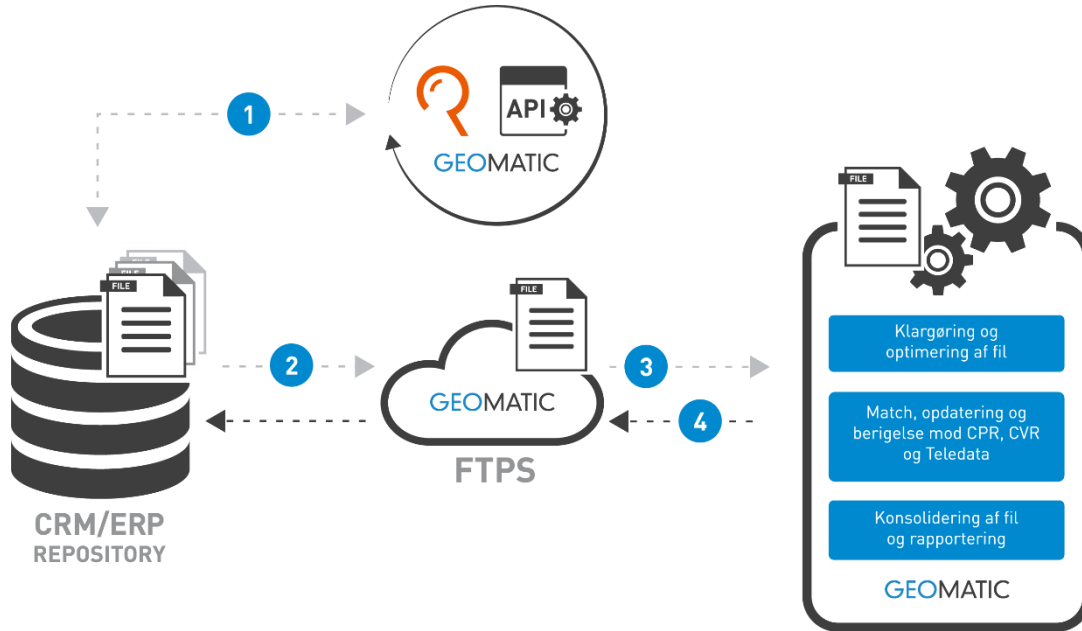 1
API
GEOMATIC
FILE
FILE
FILE
FILE
FILE
2
3
4
GEOMATIC
FTPS
CRM/ERP
REPOSITORY
Klargøring og
optimering af fil
Match, opdatering og
berigelse mod CPR, CVR
og Teledata
Konsolidering af fil
og rapportering
GEOMATIC